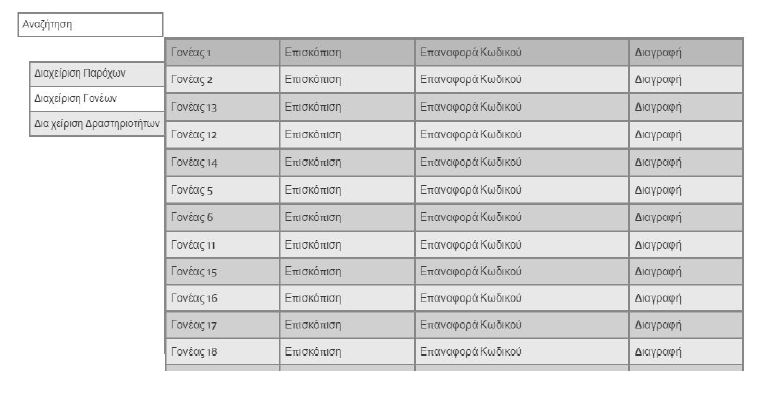 Αναζήτηση
Διαχείριση Παρόχων
Διαχείριση Γονέων
Δια χείριση Δραστηριοτήτων
Γονέας 1 Επισκόπιση Επαναφορά Κωδικού Διαγραφή
Γονέας 2 Επισκόπιση Επαναφορά Κωδικού Διαγραφή
Γονέας 13 Επισκόπιση Επαναφορά Κωδικού Διαγραφή
Γονέας 12 Επισκόπιση Επαναφορά Κωδικού Διαγραφή
Γονέας 14 Επισκόπιση Επαναφορά Κωδικού Διαγραφή
Γονέας 5 Επισκόπιση Επαναφορά Κωδικού Διαγραφή
Γονέας 6 Επισκόπιση Επαναφορά Κωδικού Διαγραφή
Γονέας 11 Επισκόπιση Επαναφορά Κωδικού Διαγραφή
Γονέας 15 Επισκόπιση Επαναφορά Κωδικού Διαγραφή
Γονέας 16 Επισκόπιση Επαναφορά Κωδικού Διαγραφή
Γονέας 17 Επισκόπιση Επαναφορά Κωδικού Διαγραφή
Γονέας 18 Επισκόπιση Επαναφορά Κωδικού Διαγραφή